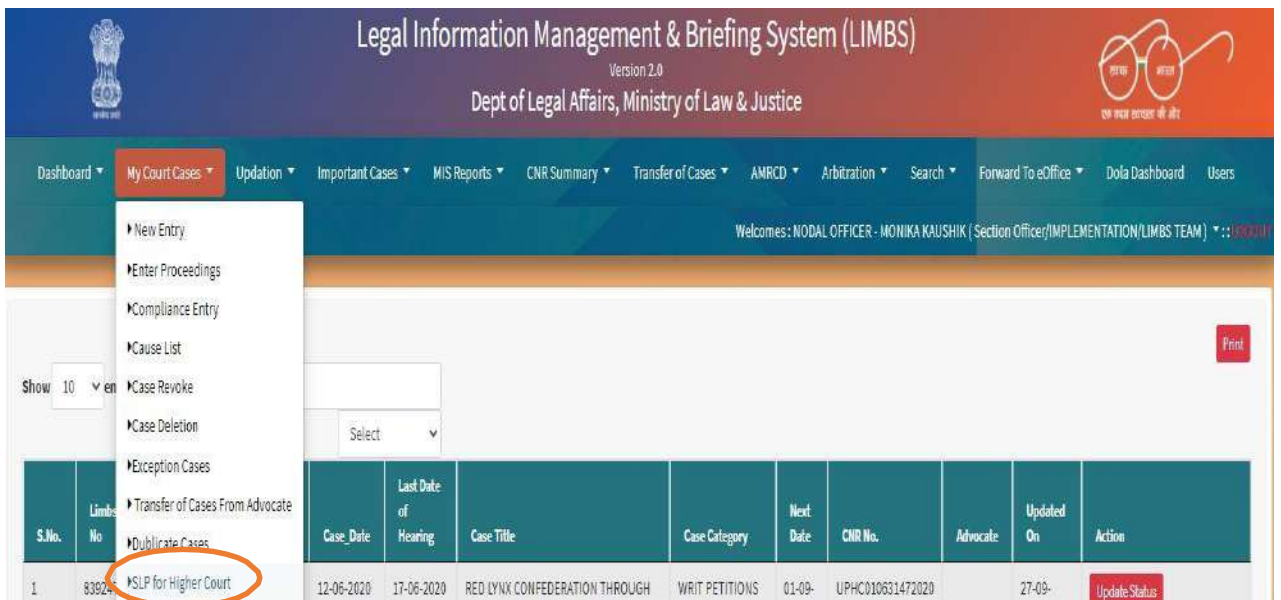 Legal Information Management & Briefing System (LIMBS)
Version 2.0
Dept of Legal Affairs, Ministry of Law & Justice
Dashboard My Court Cases Updation Important Cases MIS Reports CNR Summary Transfer of Cases AMRCD Arbitration Search Forward To eOffice Dola Dashboard Users
Welcomes : NODAL OFFICER - MONIKA KAUSHIK ( Section Officer/IMPLEMENTATION/LIMBS TEAM ) :: LOGOUT
New Entry
Enter Proceedings
Compliance Entry
Cause List
Print
Show 10 en
Case Revoke
Case Deletion
Select
Exception Cases
Transfer of Cases From Advocate
Dublicate Cases
SLP for Higher Court
S.No. Limbs No Case_Date Last Date of Hearing Case Title Case Category Next Date CNR No. Advocate Updated On Action
1 83924 12-06-2020 17-06-2020 RED LYNX CONFEDERATION THROUGH WRIT PETITIONS 01-09- UPHC010631472020 27-09- Update Status